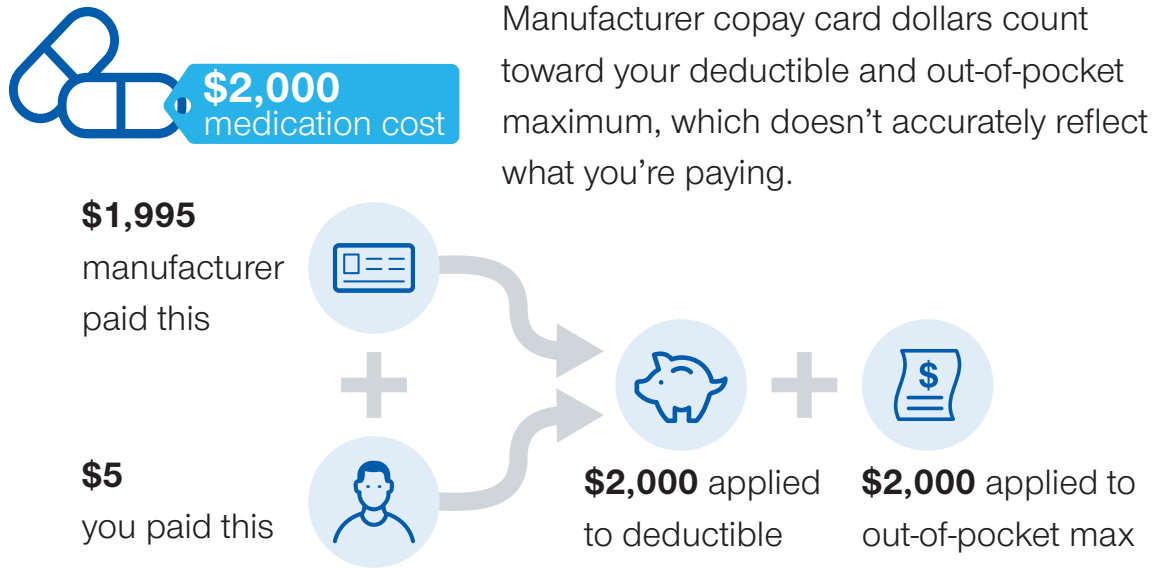 $2,000
medication cost
Manufacturer copay card dollars count
toward your deductible and out-of-pocket
maximum, which doesn’t accurately reflect
what you’re paying.
$1,995
manufacturer
paid this
$5
you paid this
$
$2,000 applied
to deductible
$2,000 applied to
out-of-pocket max